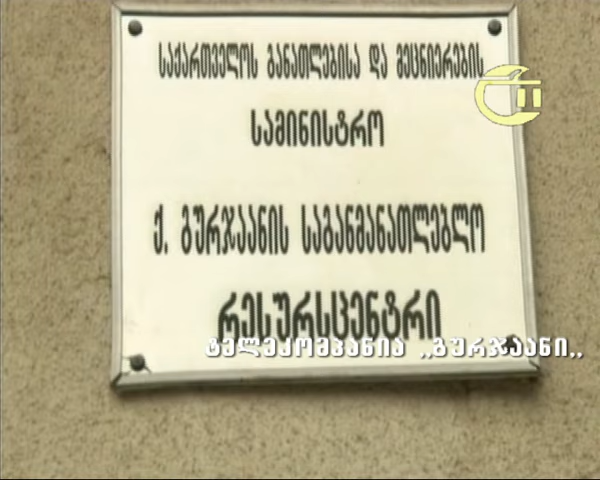 საქართველოს განათლებისა და მეცნიერების
სამინისტრო
ქ. გურჯაანის საგანმანათლებლო
რესურსცენტრი
ტელეკომპანია ,,გურჯაანი,,